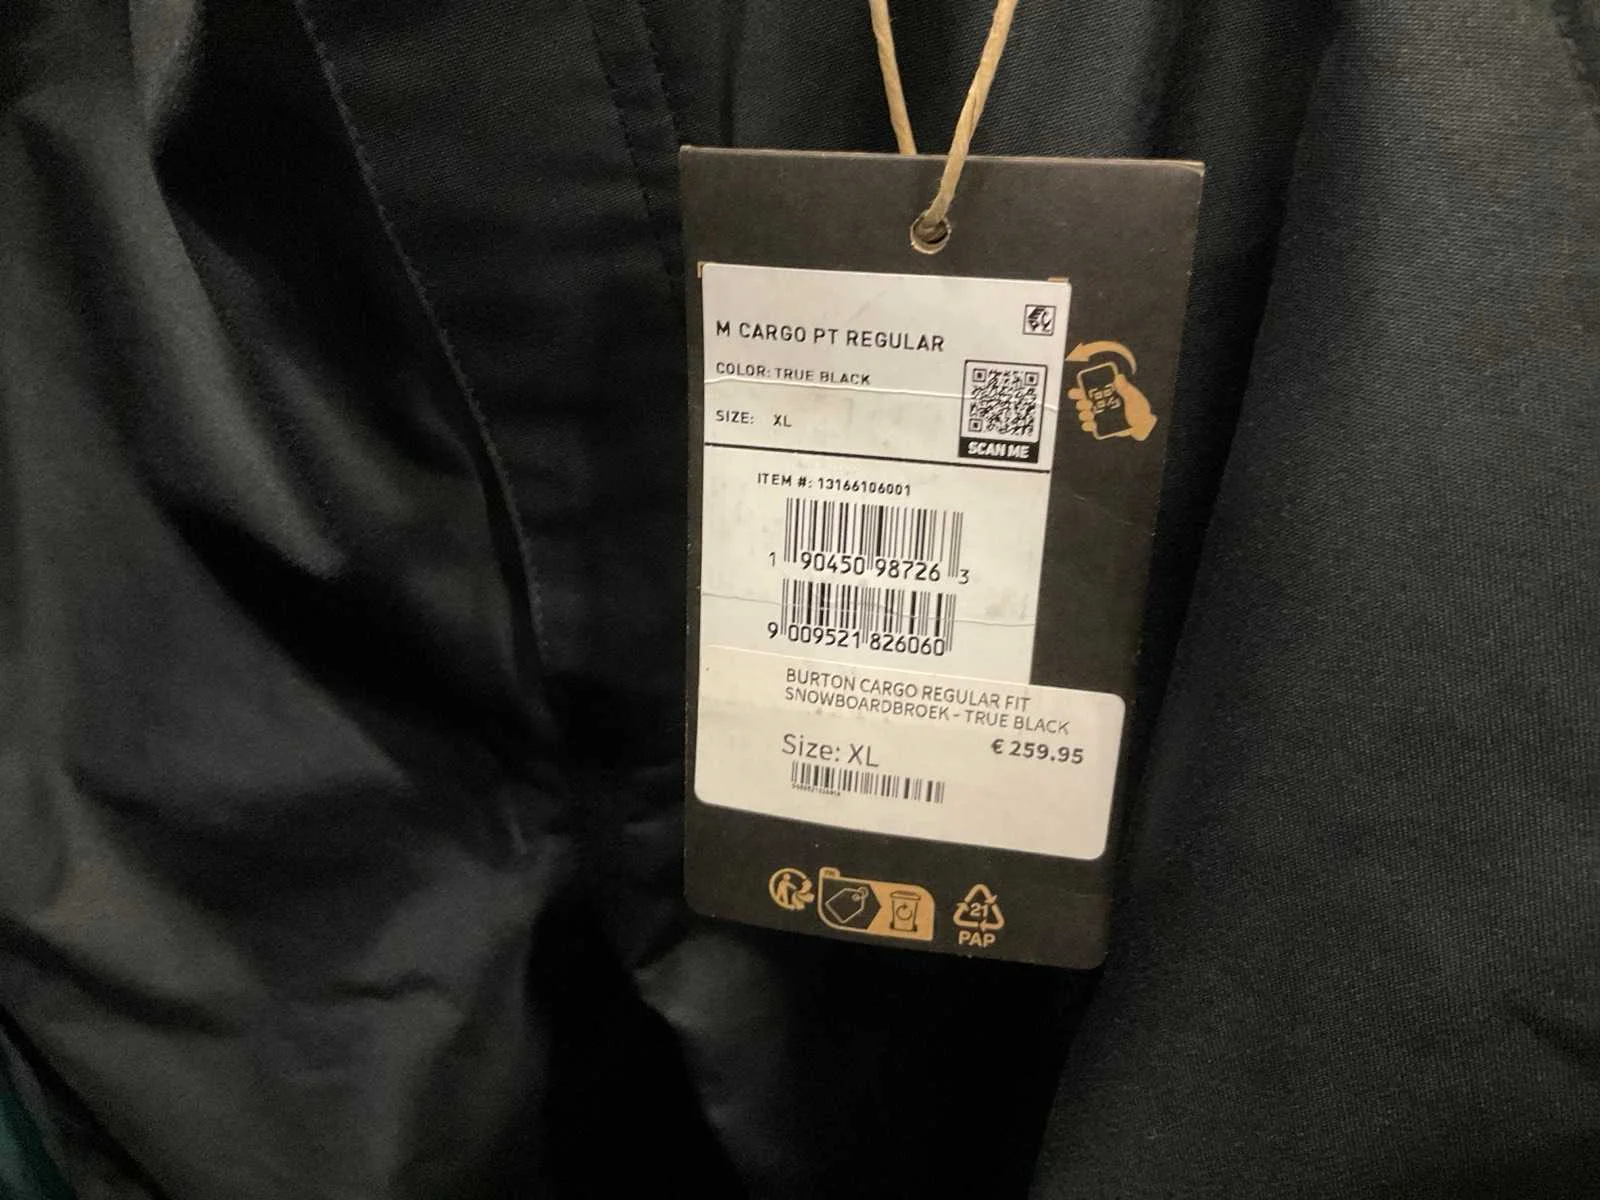 M CARGO PT REGULAR
COLOR: TRUE BLACK
SIZE: XL
SCAN ME
ITEM #: 13166106001
1 90450 98726 3
9 009521 826060
BURTON CARGO REGULAR FIT
SNOWBOARDBROEK - TRUE BLACK
€ 259.95
Size: XL
21
PAP